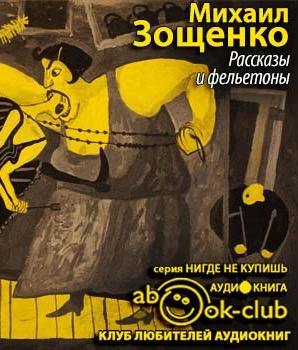 Михаил
Зощенко
Рассказы
и фельетоны
серия НИГДЕ НЕ КУПИШЬ
АУДИОКНИГА
abook-club
КЛУБ ЛЮБИТЕЛЕЙ АУДИОКНИГ